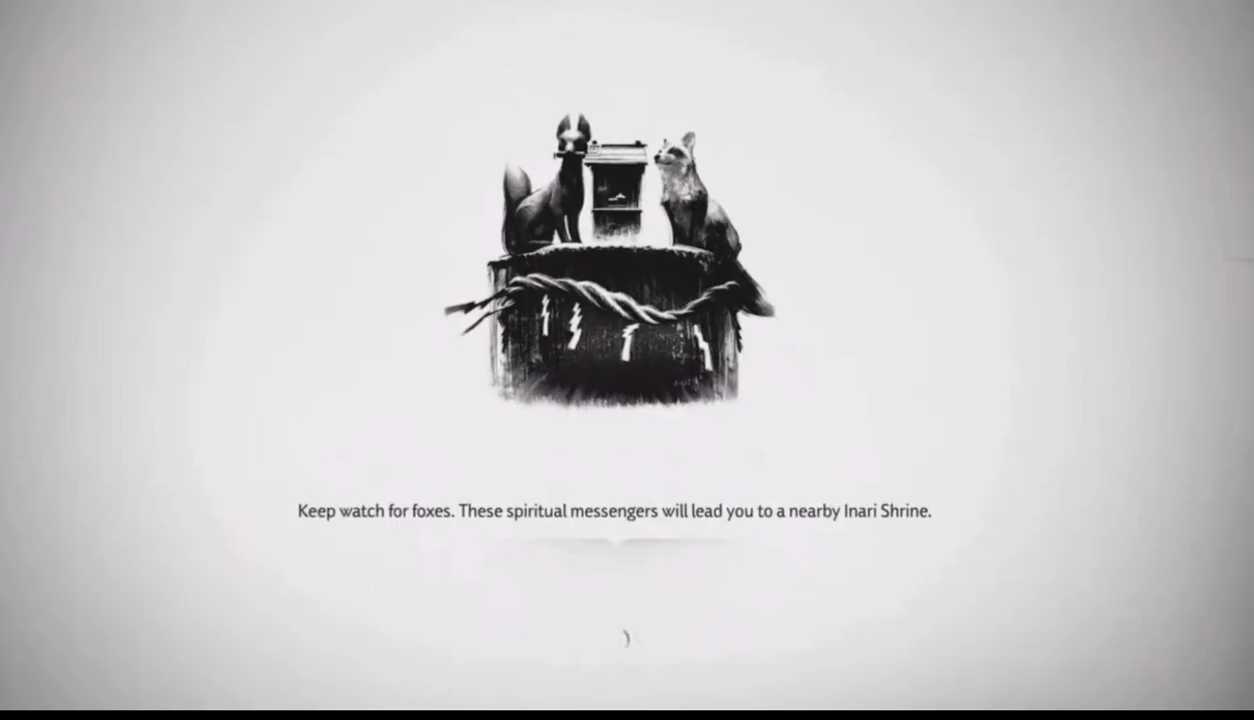 Keep watch for foxes. These spiritual messengers will lead you to a nearby Inari Shrine.